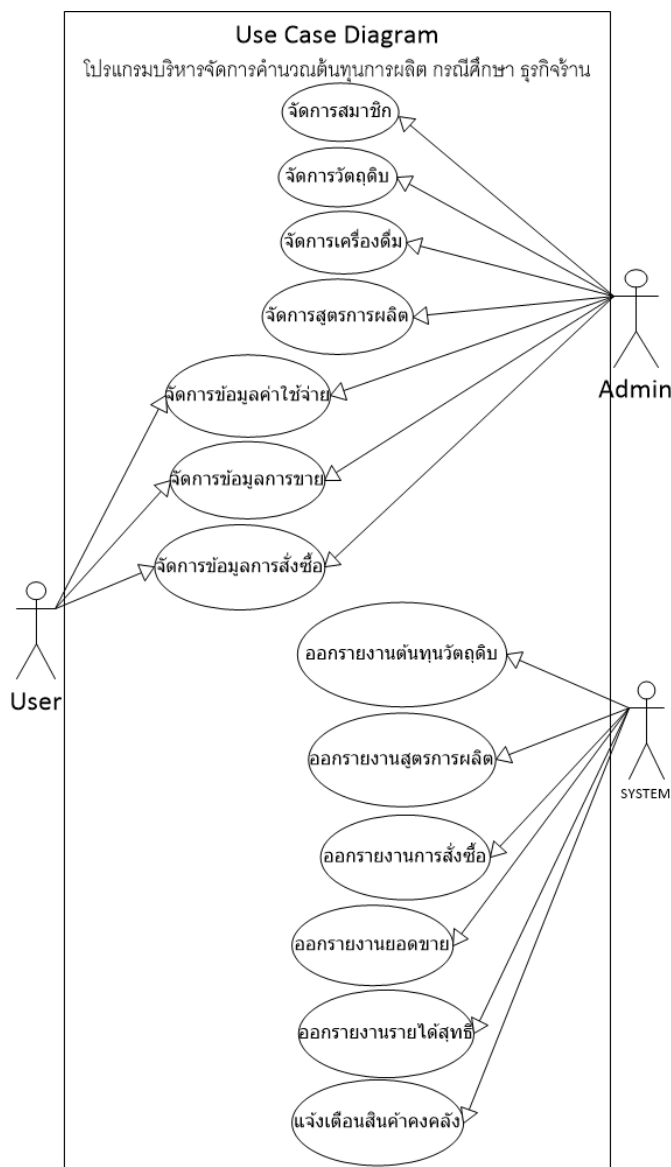 Use Case Diagram
โปรแกรมบริหารจัดการคำนวณต้นทุนการผลิต กรณีศึกษา ธุรกิจร้าน
จัดการสมาชิก
จัดการวัตถุดิบ
จัดการเครื่องดื่ม
จัดการสูตรการผลิต
Admin
จัดการข้อมูลค่าใช้จ่าย
จัดการข้อมูลการขาย
จัดการข้อมูลการสั่งซื้อ
User
ออกรายงานต้นทุนวัตถุดิบ
ออกรายงานสูตรการผลิต
SYSTEM
ออกรายงานการสั่งซื้อ
ออกรายงานยอดขาย
ออกรายงานรายได้สุทธิ
แจ้งเตือนสินค้าคงคลัง